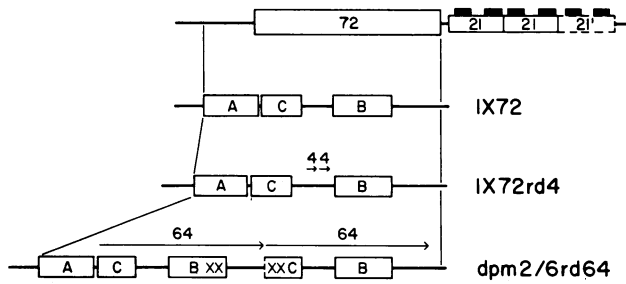 72 21 21 21'
A C B IX72
44
A C B IX72rd4
64 64
A C B XX XX C B dpm2/6rd64